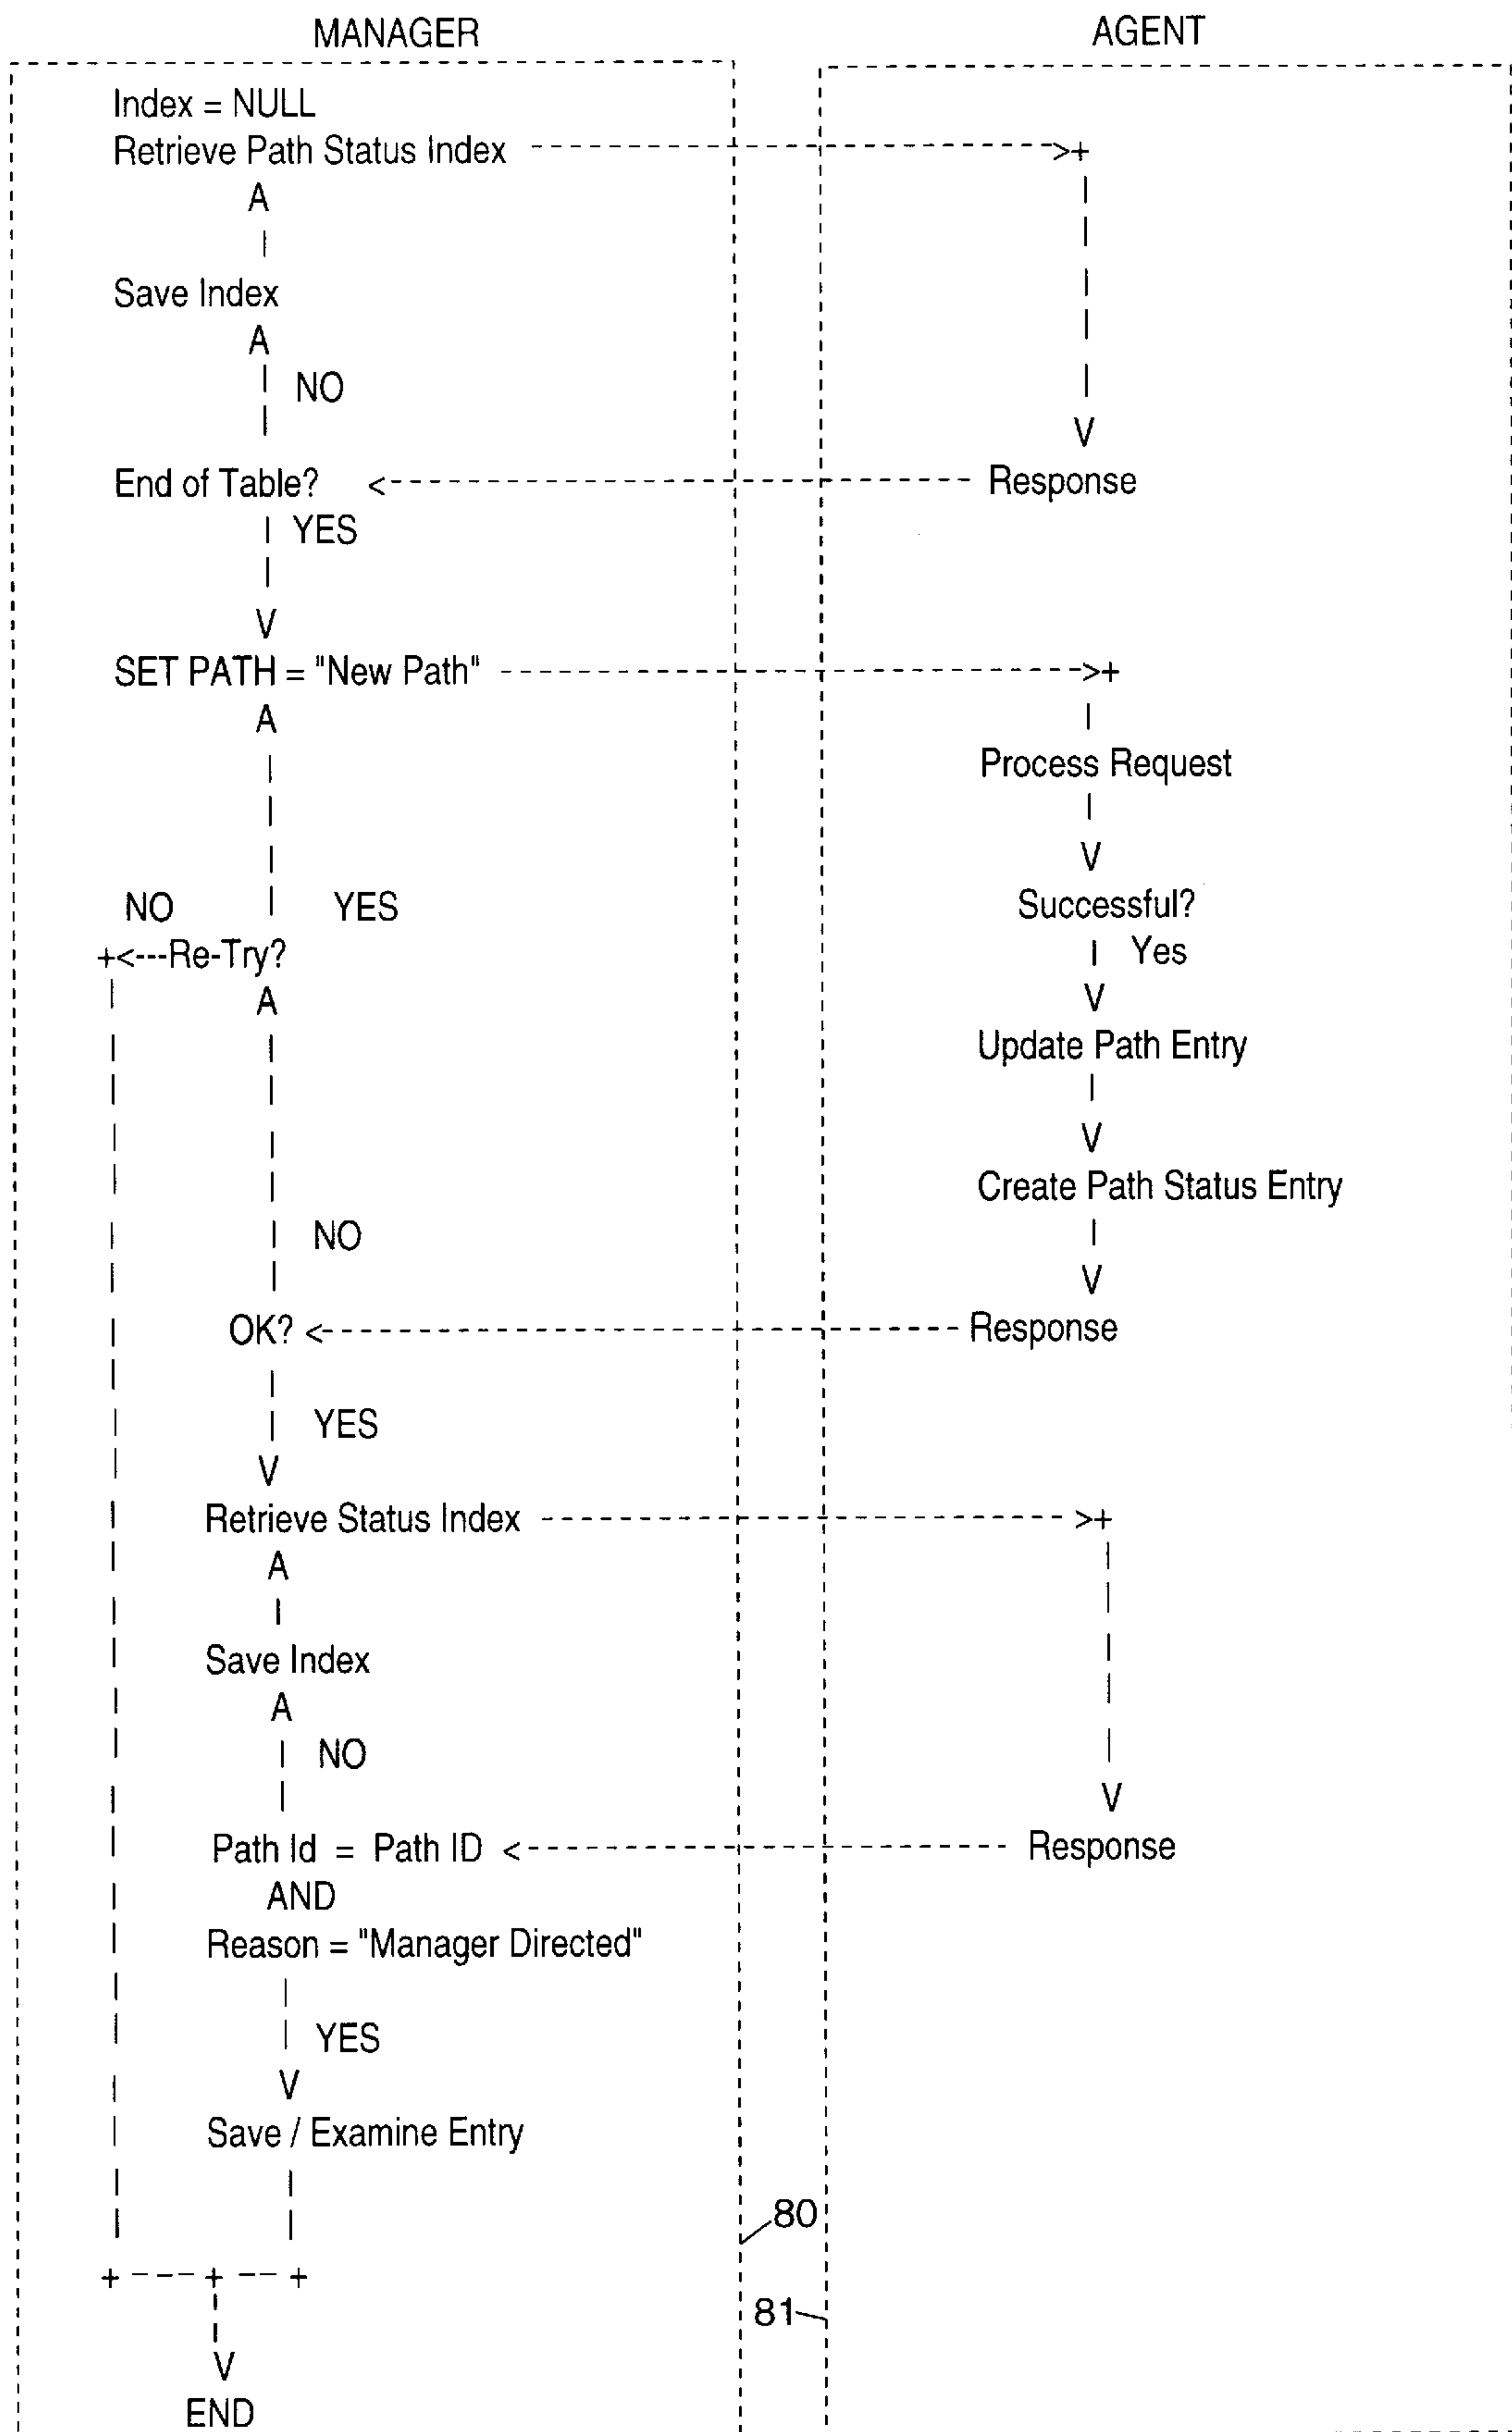 MANAGER AGENT
Index = NULL
Retrieve Path Status Index - - - - - - - - - - - - - - - - - - >+
A |
| |
Save Index |
A |
| NO |
| V
End of Table? <- - - - - - - - - - - - - - - - - - Response
| YES
|
V
SET PATH = "New Path" - - - - - - - - - - - - - - - - - - >+
A |
| Process Request
| |
| V
NO | YES Successful?
+<---Re-Try? | Yes
| A V
| | Update Path Entry
| | |
| | V
| | Create Path Status Entry
| | NO |
| | V
| OK? <- - - - - - - - - - - - - - - - - - Response
| |
| | YES
| V
| Retrieve Status Index - - - - - - - - - - - - - - - - - - >+
| A |
| | |
| Save Index |
| A |
| | NO |
| | V
| Path Id = Path ID <- - - - - - - - - - - - - - - - - - Response
| AND
| Reason = "Manager Directed"
| |
| | YES
| V
| Save / Examine Entry
| |
| | 80
+ - - - + - - +
| 81
V
END